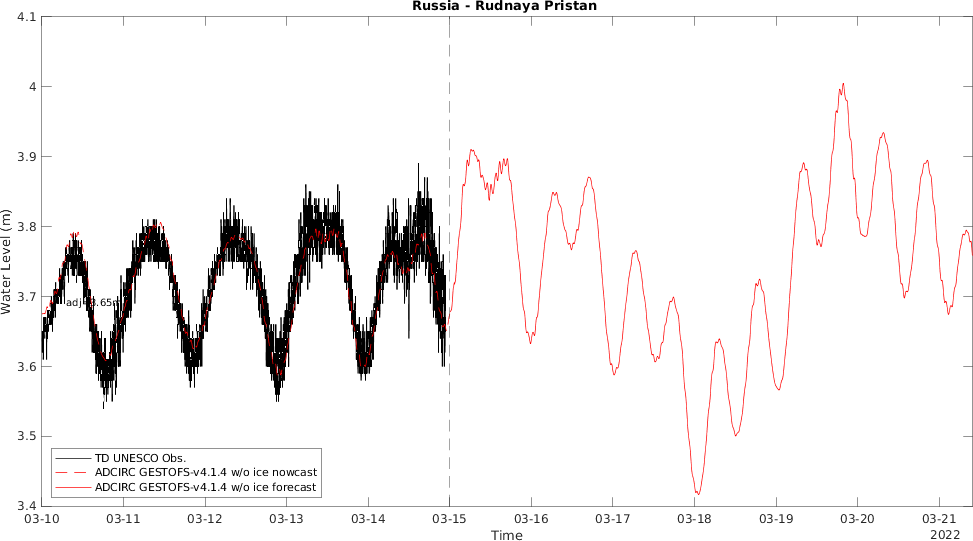 Russia - Rudnaya Pristan
4.1
4
3.9
3.8
3.7
3.6
3.5
3.4
Water Level (m)
TD UNESCO Obs.
ADCIRC GESTOFS-v4.1.4 w/o ice nowcast
ADCIRC GESTOFS-v4.1.4 w/o ice forecast
03-10 03-11 03-12 03-13 03-14 03-15 03-16 03-17 03-18 03-19 03-20 03-21
Time
2022